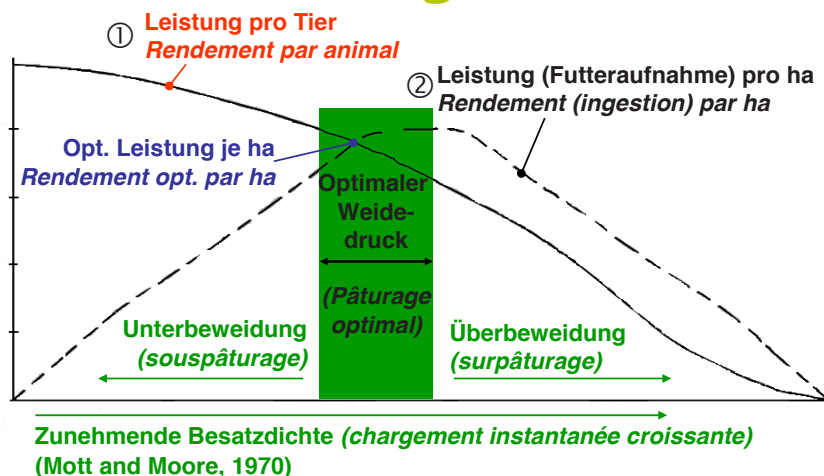 ① Leistung pro Tier
Rendement par animal
② Leistung (Futteraufnahme) pro ha
Rendement (ingestion) par ha
Opt. Leistung je ha
Rendement opt. par ha
Optimaler
Weide-
druck
(Pâturage
optimal)
Unterbeweidung
(souspâturage)
Überbeweidung
(surpâturage)
Zunehmende Besatzdichte (chargement instantanée croissante)
(Mott and Moore, 1970)